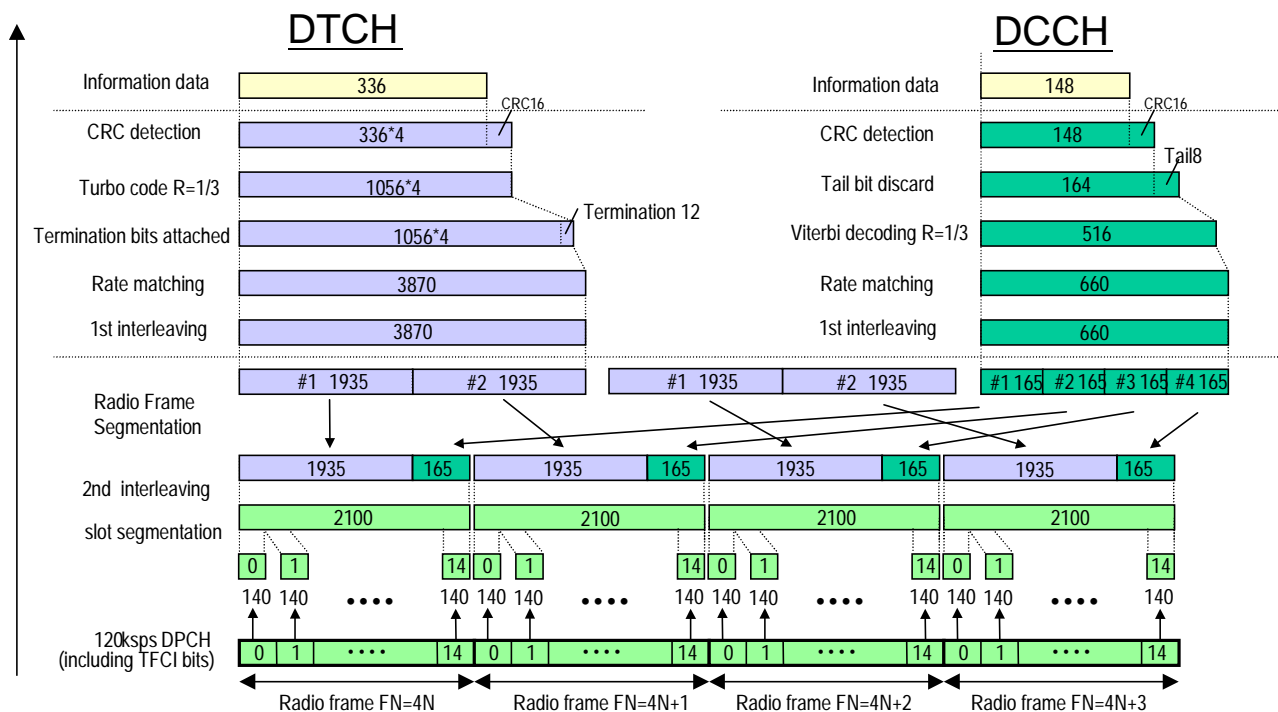 DTCH DCCH
Information data 336 Information data 148
CRC16 CRC16
CRC detection 336*4 CRC detection 148
Tail8
Turbo code R=1/3 1056*4 Tail bit discard 164
Termination 12
Termination bits attached 1056*4 Viterbi decoding R=1/3 516
Rate matching 3870 Rate matching 660
1st interleaving 3870 1st interleaving 660
#1 1935 #2 1935 #1 1935 #2 1935 #1 165 #2 165 #3 165 #4 165
Radio Frame
Segmentation
1935 165 1935 165 1935 165 1935 165
2nd interleaving
2100 2100 2100 2100
slot segmentation
0 1 14 0 1 14 0 1 14 0 1 14
140 140 •••• 140 140 140 •••• 140 140 140 •••• 140 140 140 •••• 140
120ksps DPCH
(including TFCI bits)
0 1 •••• 14 0 1 •••• 14 0 1 •••• 14 0 1 •••• 14
Radio frame FN=4N Radio frame FN=4N+1 Radio frame FN=4N+2 Radio frame FN=4N+3